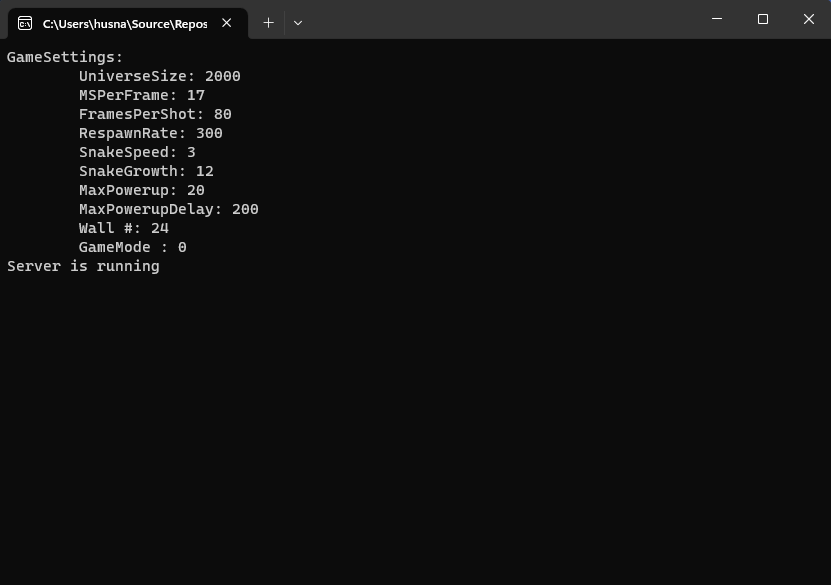 C:\Users\husna\Source\Repos
GameSettings:
UniverseSize: 2000
MSPerFrame: 17
FramesPerShot: 80
RespawnRate: 300
SnakeSpeed: 3
SnakeGrowth: 12
MaxPowerup: 20
MaxPowerupDelay: 200
Wall #: 24
GameMode : 0
Server is running